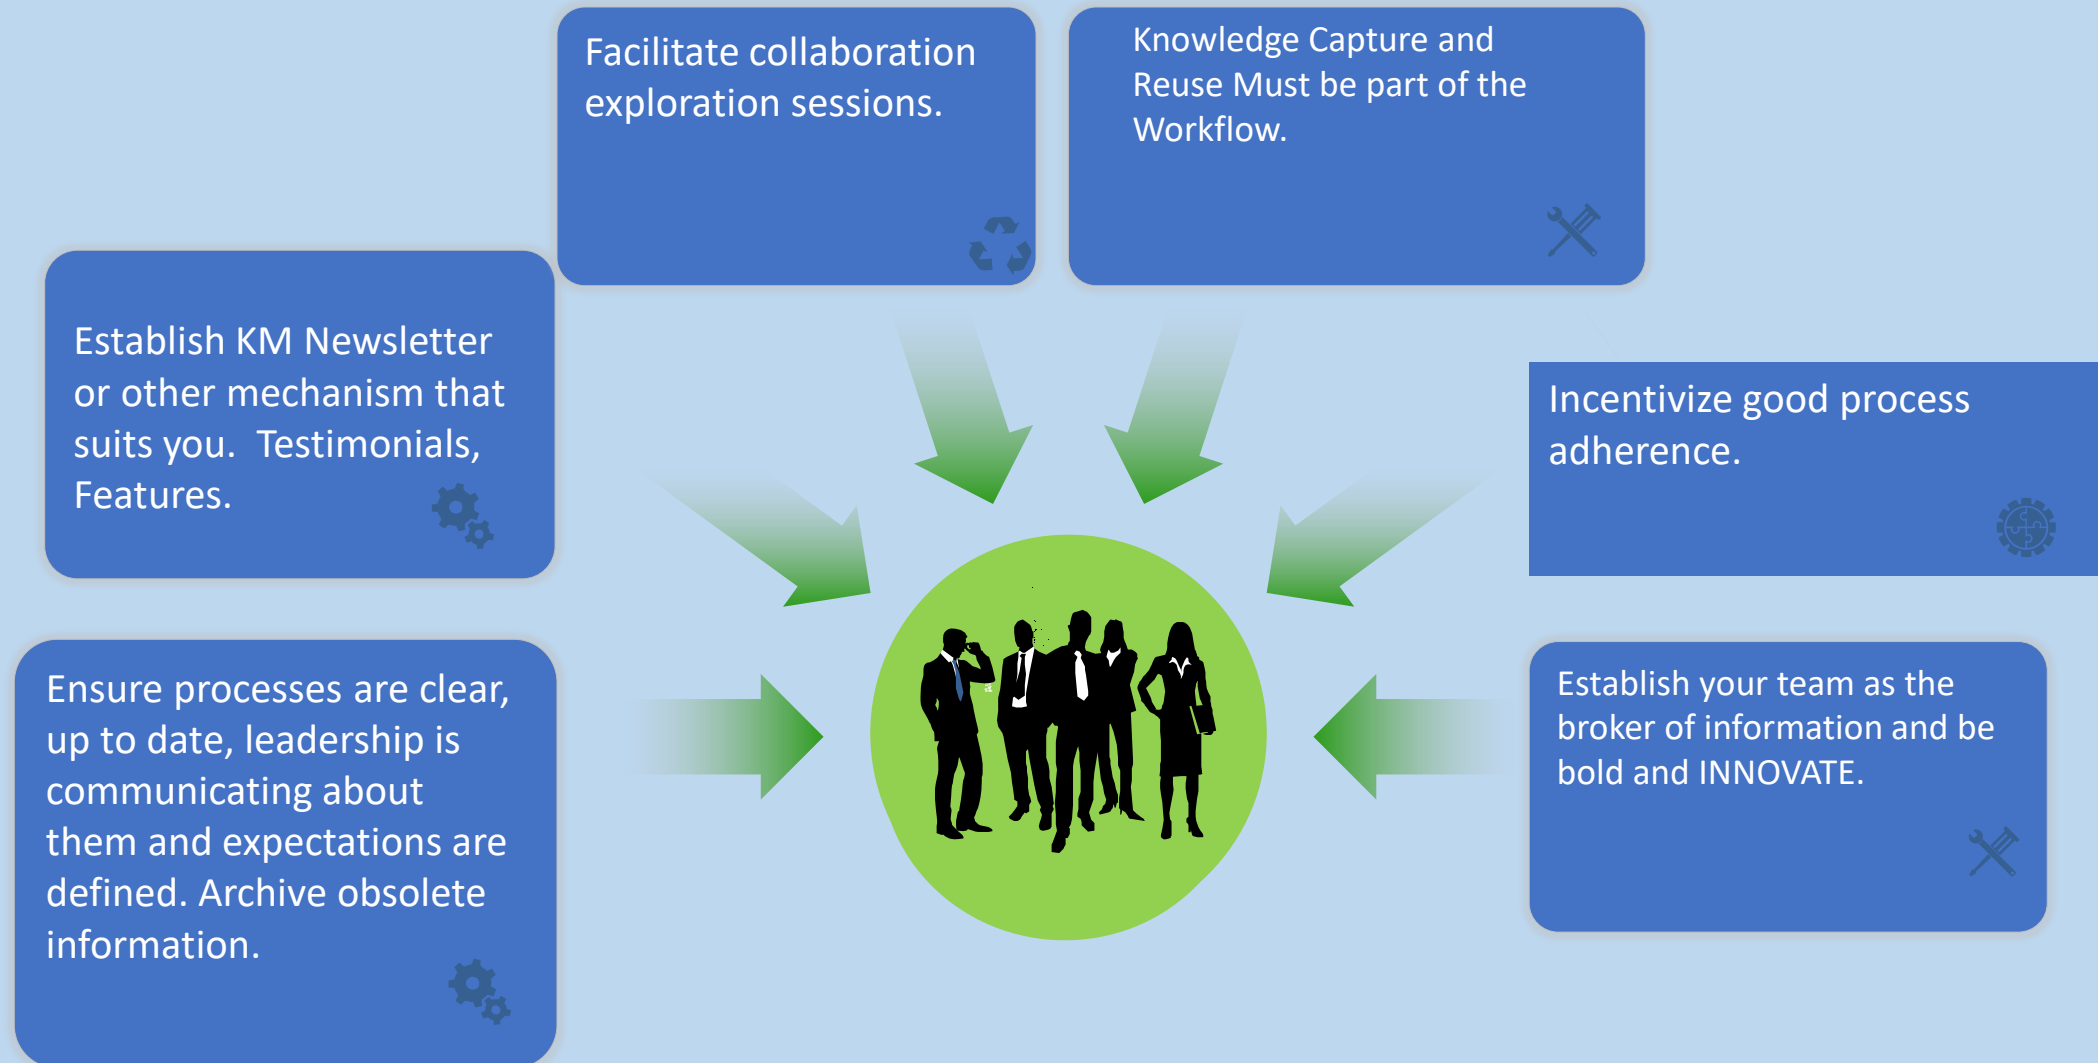 Facilitate collaboration
exploration sessions.
Knowledge Capture and
Reuse Must be part of the
Workflow.
Establish KM Newsletter
or other mechanism that
suits you.  Testimonials,
Features.
Incentivize good process
adherence.
Ensure processes are clear,
up to date, leadership is
communicating about
them and expectations are
defined. Archive obsolete
information.
Establish your team as the
broker of information and be
bold and INNOVATE.